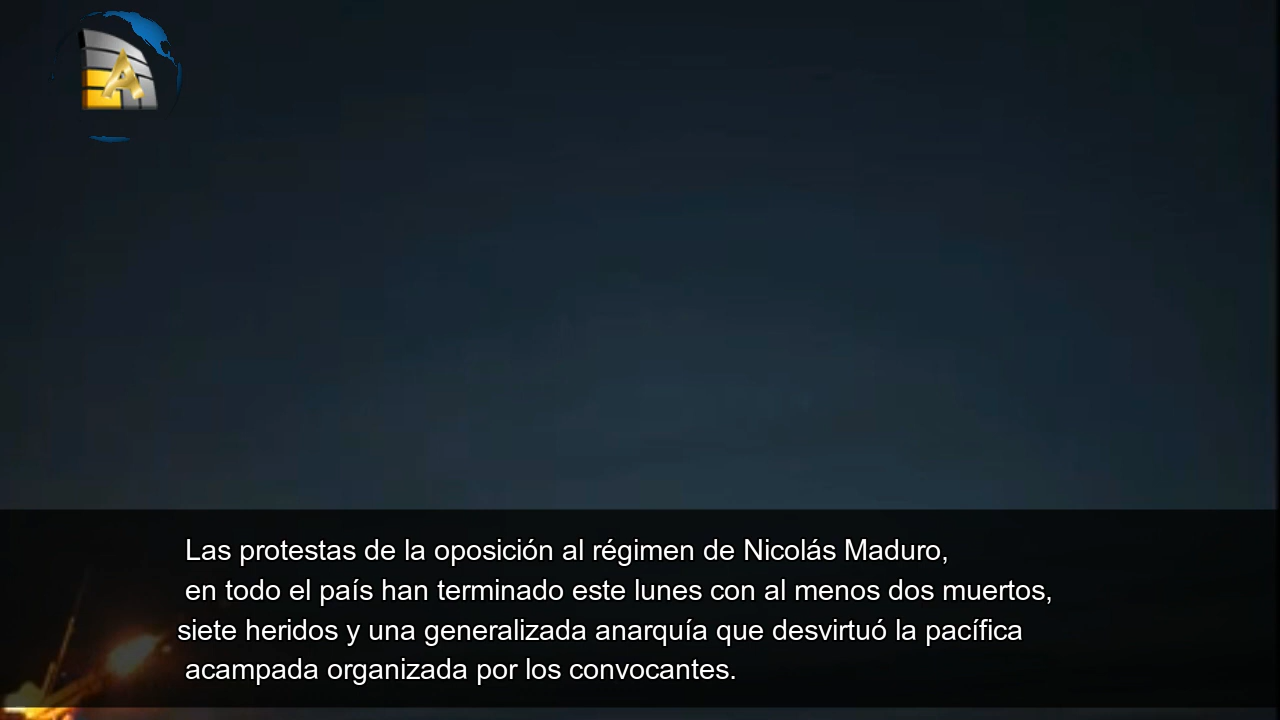 A
Las protestas de la oposición al régimen de Nicolás Maduro,
en todo el país han terminado este lunes con al menos dos muertos,
siete heridos y una generalizada anarquía que desvirtuó la pacífica
acampada organizada por los convocantes.